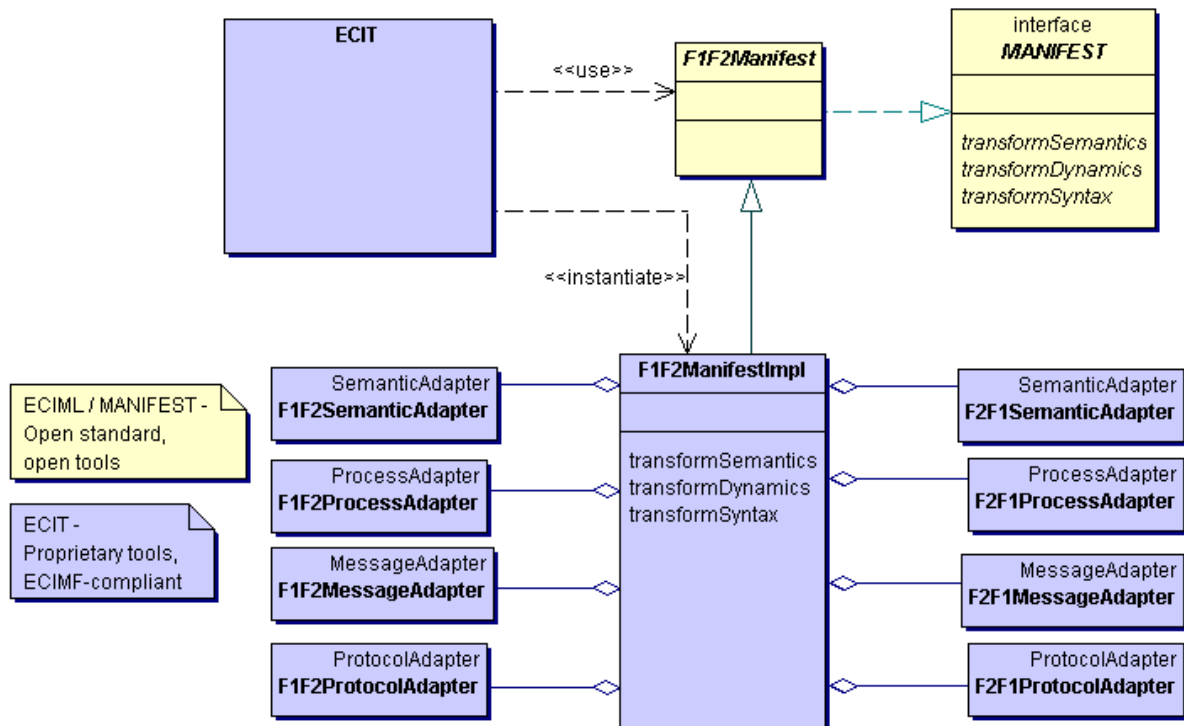 ECIT
<<use>>
F1F2Manifest
interface
MANIFEST
transformSemantics
transformDynamics
transformSyntax
<<instantiate>>
F1F2ManifestImpl
transformSemantics
transformDynamics
transformSyntax
ECIML / MANIFEST -
Open standard,
open tools
ECIT -
Proprietary tools,
ECIMF-compliant
SemanticAdapter
F1F2SemanticAdapter
ProcessAdapter
F1F2ProcessAdapter
MessageAdapter
F1F2MessageAdapter
ProtocolAdapter
F1F2ProtocolAdapter
SemanticAdapter
F2F1SemanticAdapter
ProcessAdapter
F2F1ProcessAdapter
MessageAdapter
F2F1MessageAdapter
ProtocolAdapter
F2F1ProtocolAdapter